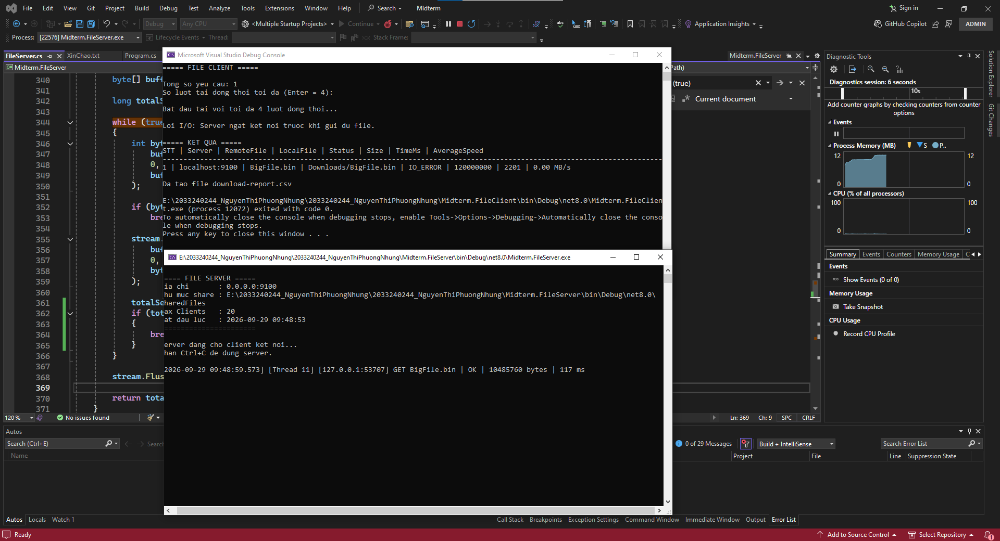 File Edit View Git Project Build Debug Test Analyze Tools Extensions Window Help Search Midterm Sign in
Debug Any CPU <Multiple Startup Projects> Continue Application Insights GitHub Copilot ADMIN
Process: [22576] Midterm.FileServer.exe Lifecycle Events Thread: Stack Frame:
FileServer.cs XinChao.txt Program.cs
Midterm.FileServer
340 byte[] buf
341
342 long total
343
344 while (true
345 {
346 int byt
347 buf
348 0,
349 buf
350 );
351
352 if (byt
353 bre
354
355 stream.
356 buf
357 0,
358 byt
359 );
360
361 totalSe
362 if (tot
363 {
364 bre
365 }
366 }
367
368 stream.Flus
369
370 return tota
371 }
120 % No issues found
Microsoft Visual Studio Debug Console
===== FILE CLIENT =====
Tong so yeu cau: 1
So luot tai dong thoi toi da (Enter = 4):
Bat dau tai voi toi da 4 luot dong thoi...
Loi I/O: Server ngat ket noi truoc khi gui du file.
===== KET QUA =====
STT | Server | RemoteFile | LocalFile | Status | Size | TimeMs | AverageSpeed
1 | localhost:9100 | BigFile.bin | Downloads/BigFile.bin | IO_ERROR | 120000000 | 2201 | 0.00 MB/s
Da tao file download-report.csv
E:\2033240244_NguyenThiPhuongNhung\2033240244_NguyenThiPhuongNhung\Midterm.FileClient\bin\Debug\net8.0\Midterm.FileClien
t.exe (process 12072) exited with code 0.
To automatically close the console when debugging stops, enable Tools->Options->Debugging->Automatically close the conso
le when debugging stops.
Press any key to close this window . . .
E:\2033240244_NguyenThiPhuongNhung\2033240244_NguyenThiPhuongNhung\Midterm.FileServer\bin\Debug\net8.0\Midterm.FileServer.exe
==== FILE SERVER =====
ia chi : 0.0.0.0:9100
hu muc share : E:\2033240244_NguyenThiPhuongNhung\2033240244_NguyenThiPhuongNhung\Midterm.FileServer\bin\Debug\net8.0\
haredFiles
ax Clients : 20
at dau luc : 2026-09-29 09:48:53
======================
erver dang cho client ket noi...
han Ctrl+C de dung server.
2026-09-29 09:48:59.573] [Thread 11] [127.0.0.1:53707] GET BigFile.bin | OK | 10485760 bytes | 117 ms
Midterm.FileServer
Path)
(true)
Current document
Ln: 369 Ch: 9 SPC CRLF
Diagnostic Tools
Diagnostics session: 6 seconds
10s
Add counter graphs by checking counters from counter
options
Events
Process Memory (MB) S P..
12 12
0 0
CPU (% of all processors)
100 100
0 0
Summary Events Counters Memory Usage C
Events
Show Events (0 of 0)
Memory Usage
Take Snapshot
CPU Usage
Record CPU Profile
Solution Explorer
Git Changes
Autos
Search (Ctrl+E) Search
Name
Autos Locals Watch 1
0 of 29 Messages Build + IntelliSense Search Error List
Project File Line Suppression State
Call Stack Breakpoints Exception Settings Command Window Immediate Window Output Error List
Ready Add to Source Control Select Repository 1